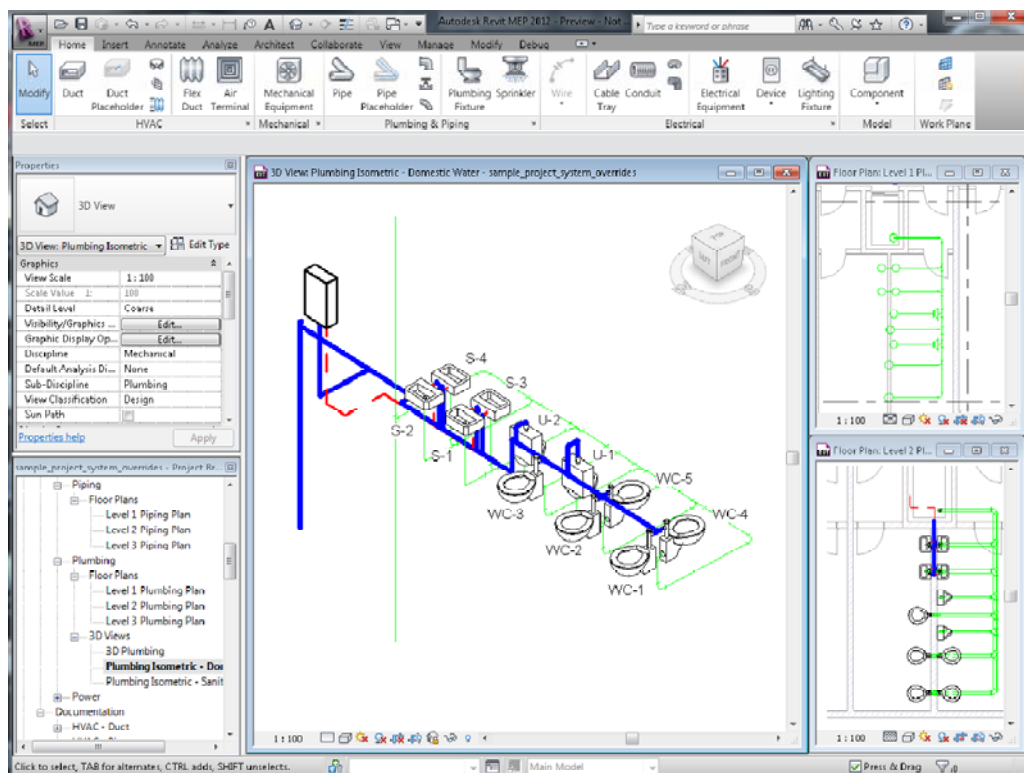 Autodesk Revit MEP 2012 - Preview - Not ...
Type a keyword or phrase
MEP
Home Insert Annotate Analyze Architect Collaborate View Manage Modify Debug
Modify Duct Duct Placeholder Flex Duct Air Terminal Mechanical Equipment Pipe Pipe Placeholder Plumbing Fixture Sprinkler Wire Cable Tray Conduit Electrical Equipment Device Lighting Fixture Component
Select HVAC Mechanical Plumbing & Piping Electrical Model Work Plane
Properties
3D View
3D View: Plumbing Isometric Edit Type
Graphics
View Scale 1 : 100
Scale Value 1: 100
Detail Level Coarse
Visibility/Graphics ... Edit...
Graphic Display Op... Edit...
Discipline Mechanical
Default Analysis Di... None
Sub-Discipline Plumbing
View Classification Design
Sun Path
Properties help Apply
sample_project_system_overrides - Project Br...
Piping
Floor Plans
Level 1 Piping Plan
Level 2 Piping Plan
Level 3 Piping Plan
Plumbing
Floor Plans
Level 1 Plumbing Plan
Level 2 Plumbing Plan
Level 3 Plumbing Plan
3D Views
3D Plumbing
Plumbing Isometric - Do
Plumbing Isometric - Sanit
Power
Documentation
HVAC - Duct
3D View: Plumbing Isometric - Domestic Water - sample_project_system_overrides
TOP
LEFT FRONT
S-4
S-3
S-2
U-2
S-1
U-1
WC-5
WC-3
WC-4
WC-2
WC-1
1 : 100
Floor Plan: Level 1 Pl...
1 : 100
Floor Plan: Level 2 Pl...
1 : 100
Click to select, TAB for alternates, CTRL adds, SHIFT unselects.
Main Model
Press & Drag
:0